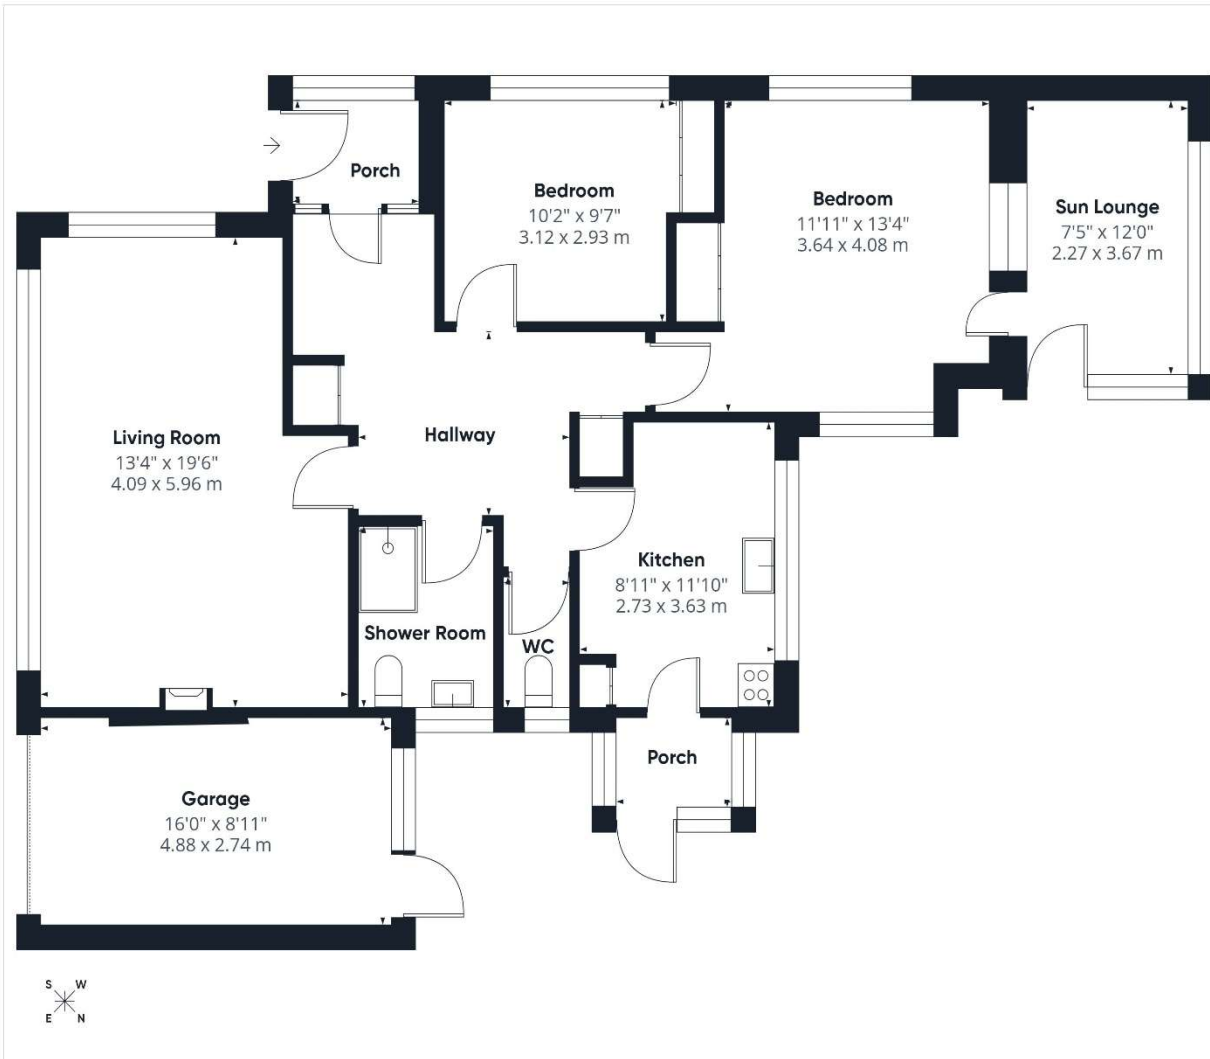 Porch
Bedroom
10'2" x 9'7"
3.12 x 2.93 m
Bedroom
11'11" x 13'4"
3.64 x 4.08 m
Sun Lounge
7'5" x 12'0"
2.27 x 3.67 m
Living Room
13'4" x 19'6"
4.09 x 5.96 m
Hallway
Kitchen
8'11" x 11'10"
2.73 x 3.63 m
Shower Room
WC
Porch
Garage
16'0" x 8'11"
4.88 x 2.74 m
S W
E N